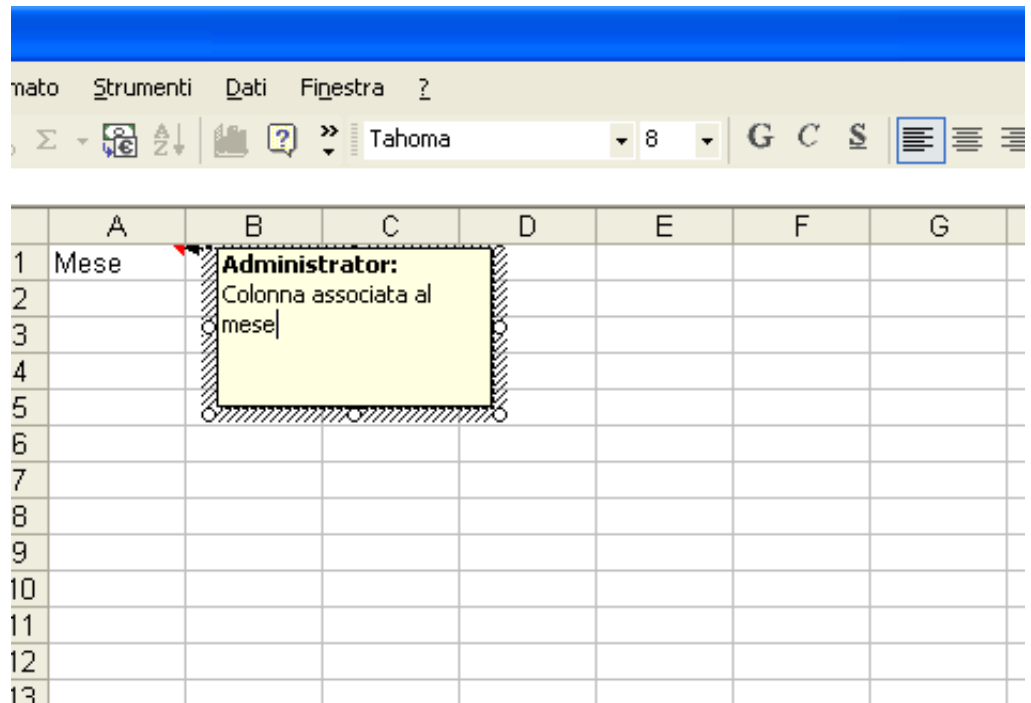 mato Strumenti Dati Finestra ?
Σ € A Z ? » Tahoma 8 G C S
A B C D E F G
1 Mese Administrator:
2 Colonna associata al
3 mese
4
5
6
7
8
9
10
11
12
13